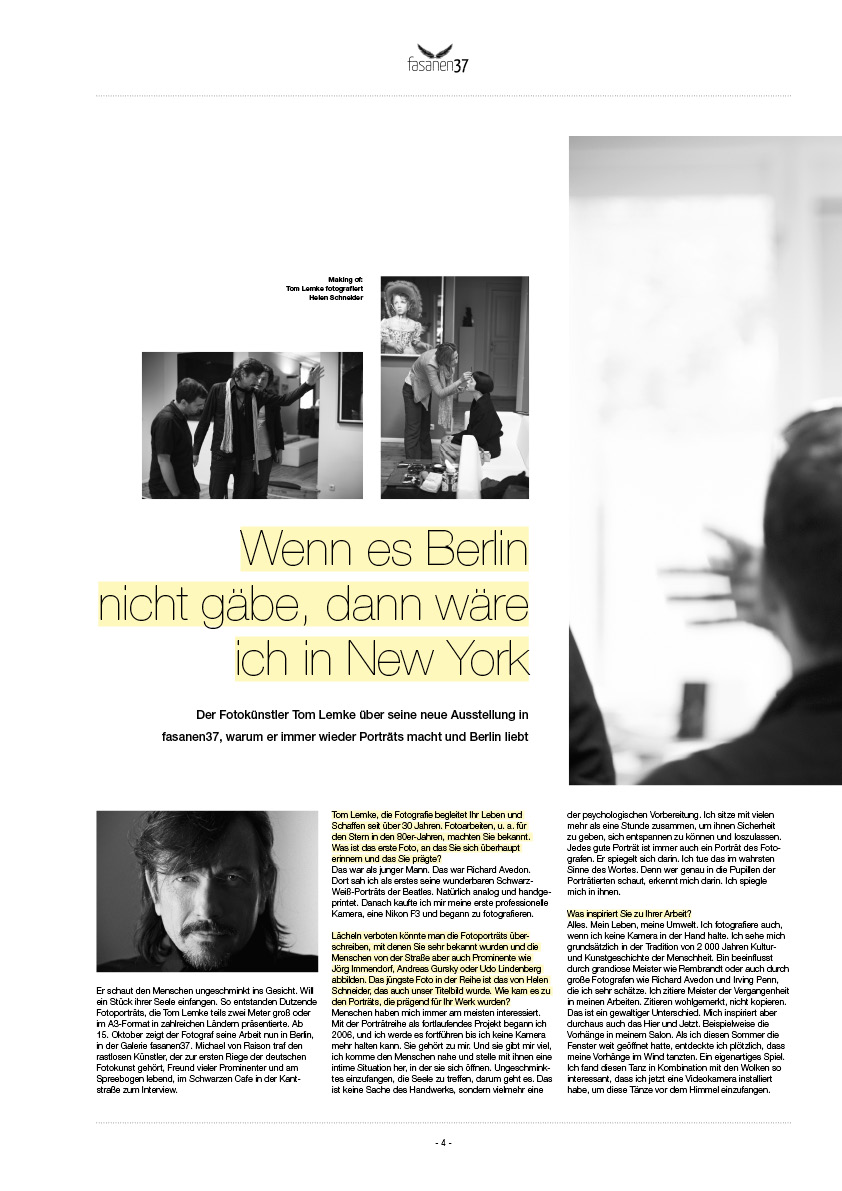 fasanen37
Making of:
Tom Lemke fotografiert
Helen Schneider
Wenn es Berlin
nicht gäbe, dann wäre
ich in New York
Der Fotokünstler Tom Lemke über seine neue Ausstellung in
fasanen37, warum er immer wieder Porträts macht und Berlin liebt
Er schaut den Menschen ungeschminkt ins Gesicht. Will
ein Stück ihrer Seele einfangen. So entstanden Dutzende
Fotoporträts, die Tom Lemke teils zwei Meter groß oder
im A3-Format in zahlreichen Ländern präsentierte. Ab
15. Oktober zeigt der Fotograf seine Arbeit nun in Berlin,
in der Galerie fasanen37. Michael von Raison traf den
rastlosen Künstler, der zur ersten Riege der deutschen
Fotokunst gehört, Freund vieler Prominenter und am
Spreebogen lebend, im Schwarzen Cafe in der Kant-
straße zum Interview.
Tom Lemke, die Fotografie begleitet Ihr Leben und
Schaffen seit über 30 Jahren. Fotoarbeiten, u. a. für
den Stern in den 80er-Jahren, machten Sie bekannt.
Was ist das erste Foto, an das Sie sich überhaupt
erinnern und das Sie prägte?
Das war als junger Mann. Das war Richard Avedon.
Dort sah ich als erstes seine wunderbaren Schwarz-
Weiß-Porträts der Beatles. Natürlich analog und handge-
printet. Danach kaufte ich mir meine erste professionelle
Kamera, eine Nikon F3 und begann zu fotografieren.
Lächeln verboten könnte man die Fotoporträts über-
schreiben, mit denen Sie sehr bekannt wurden und die
Menschen von der Straße aber auch Prominente wie
Jörg Immendorf, Andreas Gursky oder Udo Lindenberg
abbilden. Das jüngste Foto in der Reihe ist das von Helen
Schneider, das auch unser Titelbild wurde. Wie kam es zu
den Porträts, die prägend für Ihr Werk wurden?
Menschen haben mich immer am meisten interessiert.
Mit der Porträtreihe als fortlaufendes Projekt begann ich
2006, und ich werde es fortführen bis ich keine Kamera
mehr halten kann. Sie gehört zu mir. Und sie gibt mir viel,
ich komme den Menschen nahe und stelle mit ihnen eine
intime Situation her, in der sie sich öffnen. Ungeschmink-
tes einzufangen, die Seele zu treffen, darum geht es. Das
ist keine Sache des Handwerks, sondern vielmehr eine
der psychologischen Vorbereitung. Ich sitze mit vielen
mehr als eine Stunde zusammen, um ihnen Sicherheit
zu geben, sich entspannen zu können und loszulassen.
Jedes gute Porträt ist immer auch ein Porträt des Foto-
grafen. Er spiegelt sich darin. Ich tue das im wahrsten
Sinne des Wortes. Denn wer genau in die Pupillen der
Porträtierten schaut, erkennt mich darin. Ich spiegle
mich in ihnen.
Was inspiriert Sie zu Ihrer Arbeit?
Alles. Mein Leben, meine Umwelt. Ich fotografiere auch,
wenn ich keine Kamera in der Hand halte. Ich sehe mich
grundsätzlich in der Tradition von 2 000 Jahren Kultur-
und Kunstgeschichte der Menschheit. Bin beeinflusst
durch grandiose Meister wie Rembrandt oder auch durch
große Fotografen wie Richard Avedon und Irving Penn,
die ich sehr schätze. Ich zitiere Meister der Vergangenheit
in meinen Arbeiten. Zitieren wohlgemerkt, nicht kopieren.
Das ist ein gewaltiger Unterschied. Mich inspiriert aber
durchaus auch das Hier und Jetzt. Beispielweise die
Vorhänge in meinem Salon. Als ich diesen Sommer die
Fenster weit geöffnet hatte, entdeckte ich plötzlich, dass
meine Vorhänge im Wind tanzten. Ein eigenartiges Spiel.
Ich fand diesen Tanz in Kombination mit den Wolken so
interessant, dass ich jetzt eine Videokamera installiert
habe, um diese Tänze vor dem Himmel einzufangen.
- 4 -